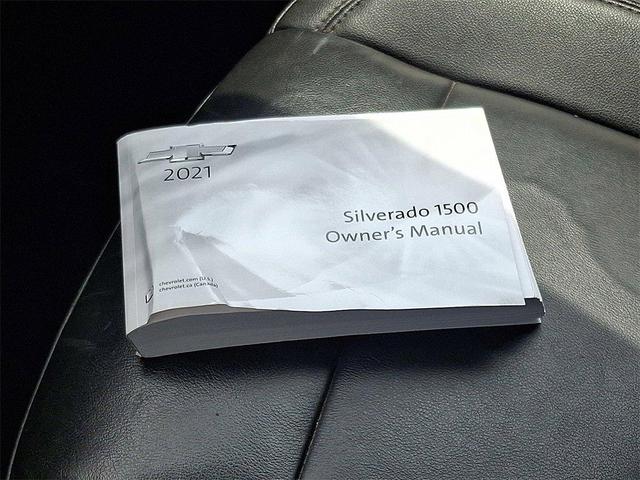 2021
Silverado 1500
Owner's Manual
chevrolet.com (U.S.)
chevrolet.ca (Canada)